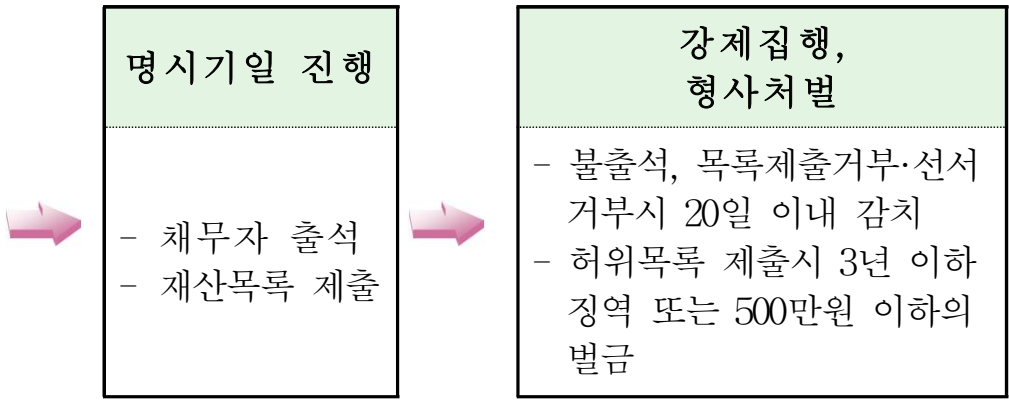 명시기일 진행
- 채무자 출석
- 재산목록 제출
강제집행,
형사처벌
- 불출석, 목록제출거부·선서
거부시 20일 이내 감치
- 허위목록 제출시 3년 이하
징역 또는 500만원 이하의
벌금